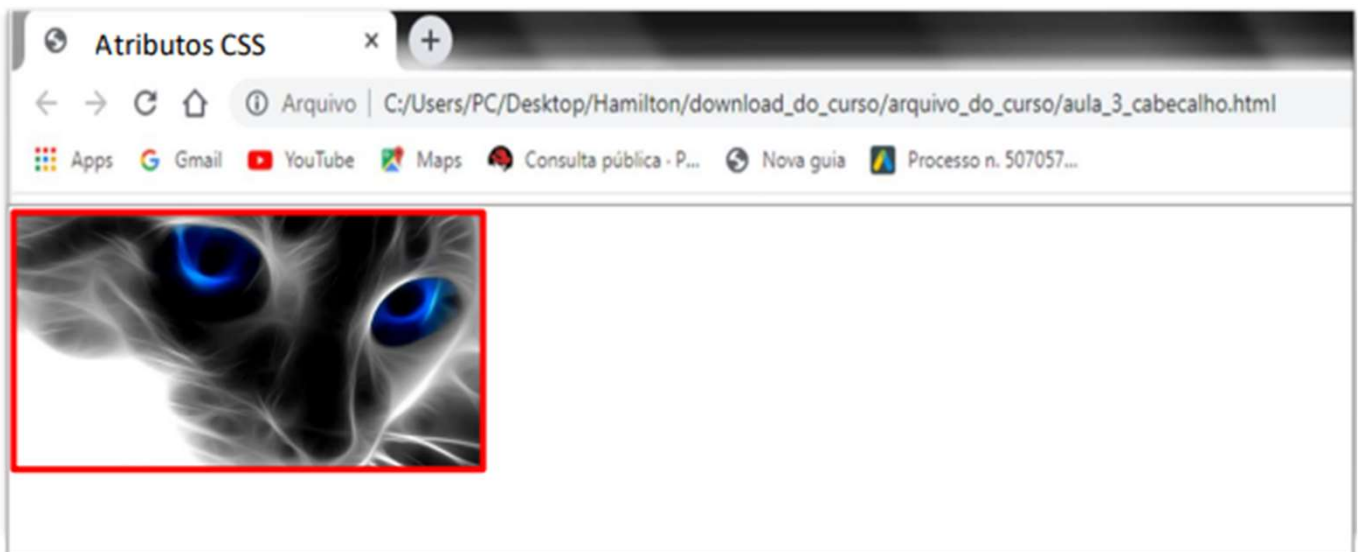 Atributos CSS
Arquivo | C:/Users/PC/Desktop/Hamilton/download_do_curso/arquivo_do_curso/aula_3_cabecalho.html
Apps Gmail YouTube Maps Consulta pública - P... Nova guia Processo n. 507057...